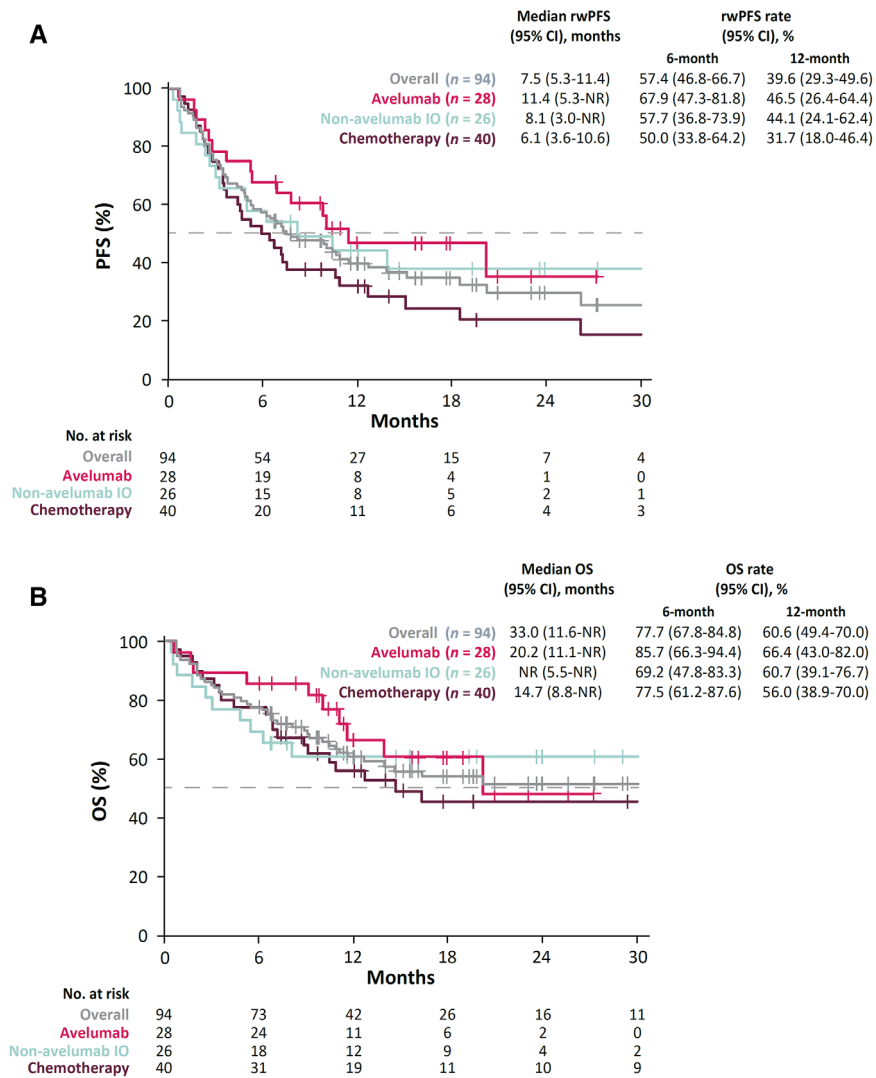 A
Median rwPFS rwPFS rate
(95% CI), months (95% CI), %
6-month 12-month
Overall (n = 94) 7.5 (5.3-11.4) 57.4 (46.8-66.7) 39.6 (29.3-49.6)
Avelumab (n = 28) 11.4 (5.3-NR) 67.9 (47.3-81.8) 46.5 (26.4-64.4)
Non-avelumab IO (n = 26) 8.1 (3.0-NR) 57.7 (36.8-73.9) 44.1 (24.1-62.4)
Chemotherapy (n = 40) 6.1 (3.6-10.6) 50.0 (33.8-64.2) 31.7 (18.0-46.4)
100
80
60
40
20
0
PFS (%)
0 6 12 18 24 30
Months
No. at risk
Overall 94 54 27 15 7 4
Avelumab 28 19 8 4 1 0
Non-avelumab IO 26 15 8 5 2 1
Chemotherapy 40 20 11 6 4 3
B
Median OS OS rate
(95% CI), months (95% CI), %
6-month 12-month
Overall (n = 94) 33.0 (11.6-NR) 77.7 (67.8-84.8) 60.6 (49.4-70.0)
Avelumab (n = 28) 20.2 (11.1-NR) 85.7 (66.3-94.4) 66.4 (43.0-82.0)
Non-avelumab IO (n = 26) NR (5.5-NR) 69.2 (47.8-83.3) 60.7 (39.1-76.7)
Chemotherapy (n = 40) 14.7 (8.8-NR) 77.5 (61.2-87.6) 56.0 (38.9-70.0)
100
80
60
40
20
0
OS (%)
0 6 12 18 24 30
Months
No. at risk
Overall 94 73 42 26 16 11
Avelumab 28 24 11 6 2 0
Non-avelumab IO 26 18 12 9 4 2
Chemotherapy 40 31 19 11 10 9